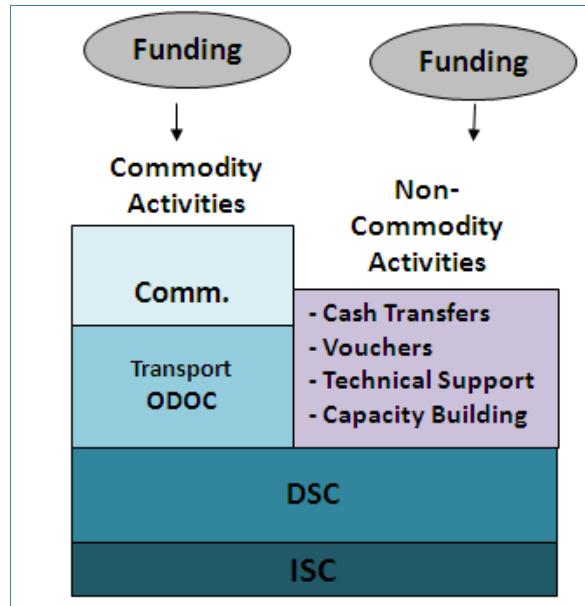 Funding
Funding
Commodity
Activities
Non-
Commodity
Activities
Comm.
Transport
ODOC
- Cash Transfers
- Vouchers
- Technical Support
- Capacity Building
DSC
ISC